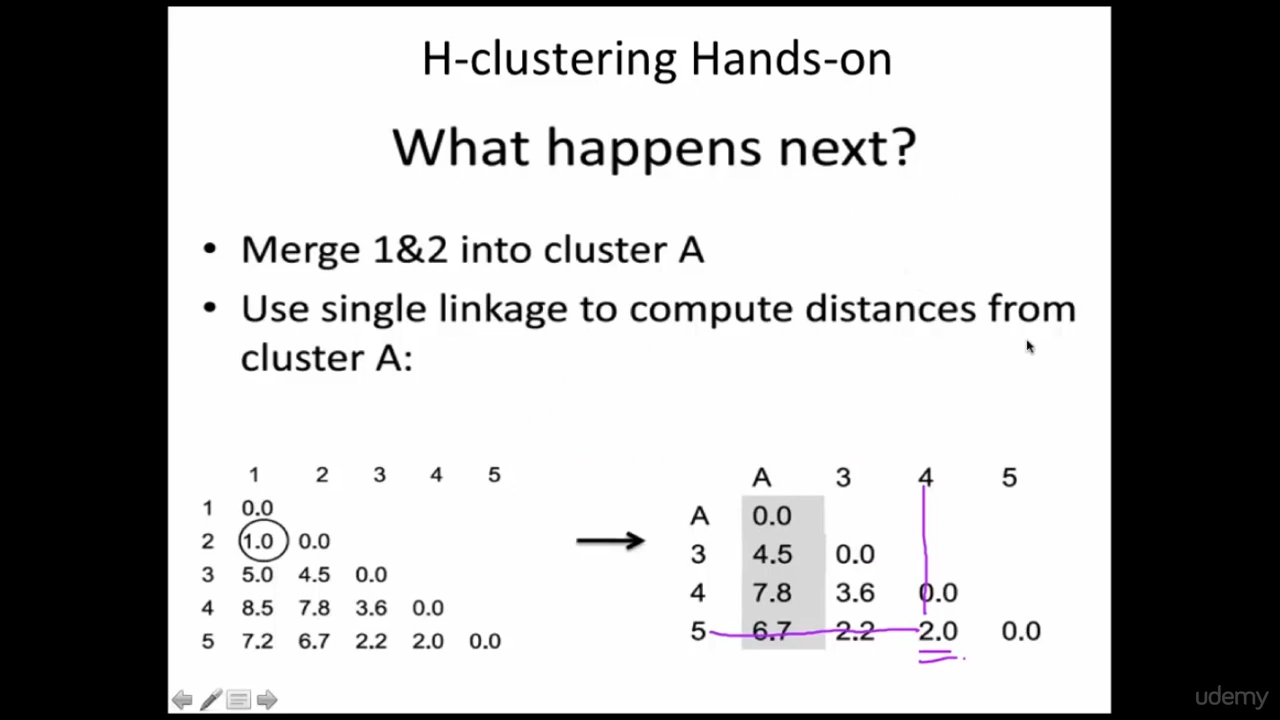 H-clustering Hands-on
What happens next?
• Merge 1&2 into cluster A
• Use single linkage to compute distances from
cluster A:
1 2 3 4 5
1 0.0
2 1.0 0.0
3 5.0 4.5 0.0
4 8.5 7.8 3.6 0.0
5 7.2 6.7 2.2 2.0 0.0
A 3 4 5
A 0.0
3 4.5 0.0
4 7.8 3.6 0.0
5 6.7 2.2 2.0 0.0
udemy